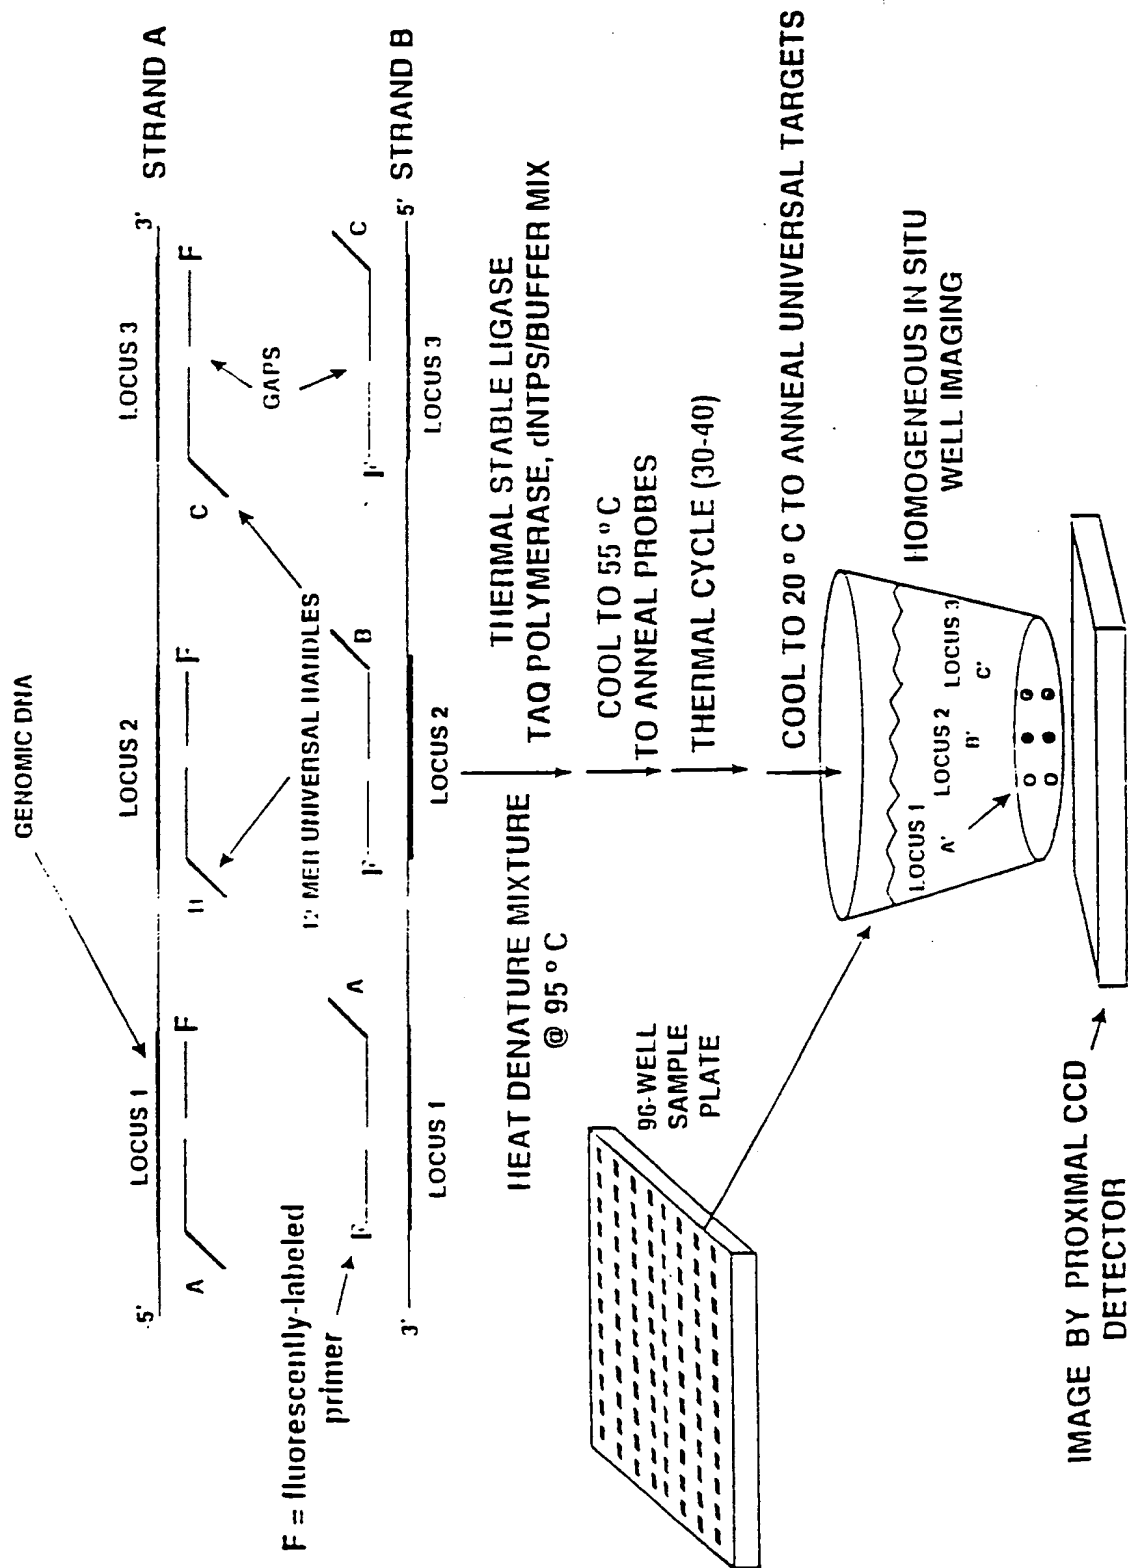 GENOMIC DNA
LOCUS 1
LOCUS 2
LOCUS 3
5'
3'
STRAND A
A
F
F
C
F
GAPS
12 MER UNIVERSAL HANDLES
F = fluorescently-labeled
primer
F
A
F
B
F
C
3'
5'
STRAND B
LOCUS 1
LOCUS 2
LOCUS 3
HEAT DENATURE MIXTURE
@ 95 °C
THERMAL STABLE LIGASE
TAQ POLYMERASE, dNTPS/BUFFER MIX
COOL TO 55 °C
TO ANNEAL PROBES
THERMAL CYCLE (30-40)
COOL TO 20 °C TO ANNEAL UNIVERSAL TARGETS
96-WELL
SAMPLE
PLATE
LOCUS 1
A'
LOCUS 2
B'
LOCUS 3
C'
HOMOGENEOUS IN SITU
WELL IMAGING
IMAGE BY PROXIMAL CCD
DETECTOR